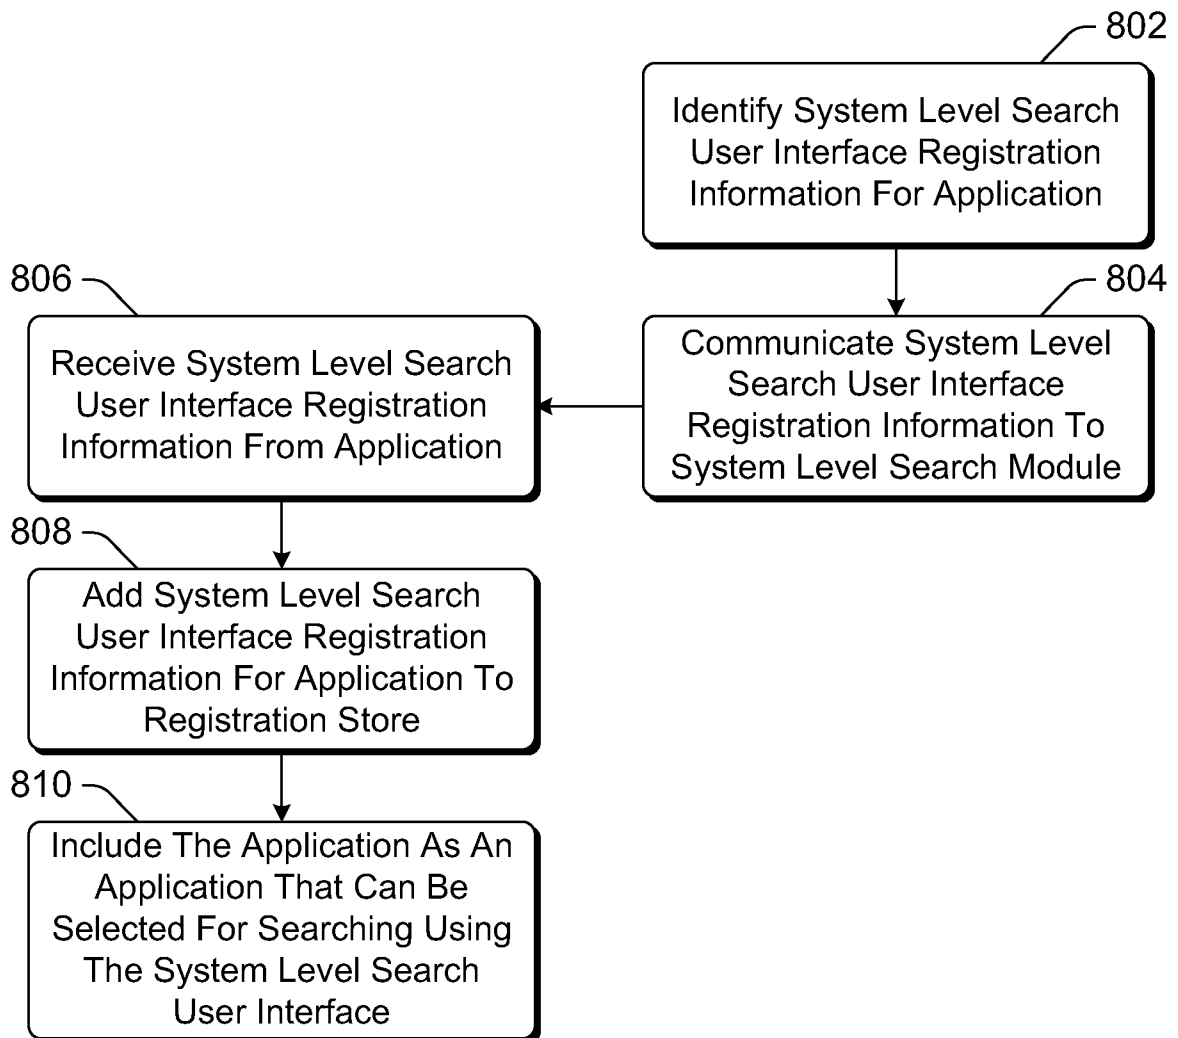 802
Identify System Level Search
User Interface Registration
Information For Application
804
Communicate System Level
Search User Interface
Registration Information To
System Level Search Module
806
Receive System Level Search
User Interface Registration
Information From Application
808
Add System Level Search
User Interface Registration
Information For Application To
Registration Store
810
Include The Application As An
Application That Can Be
Selected For Searching Using
The System Level Search
User Interface